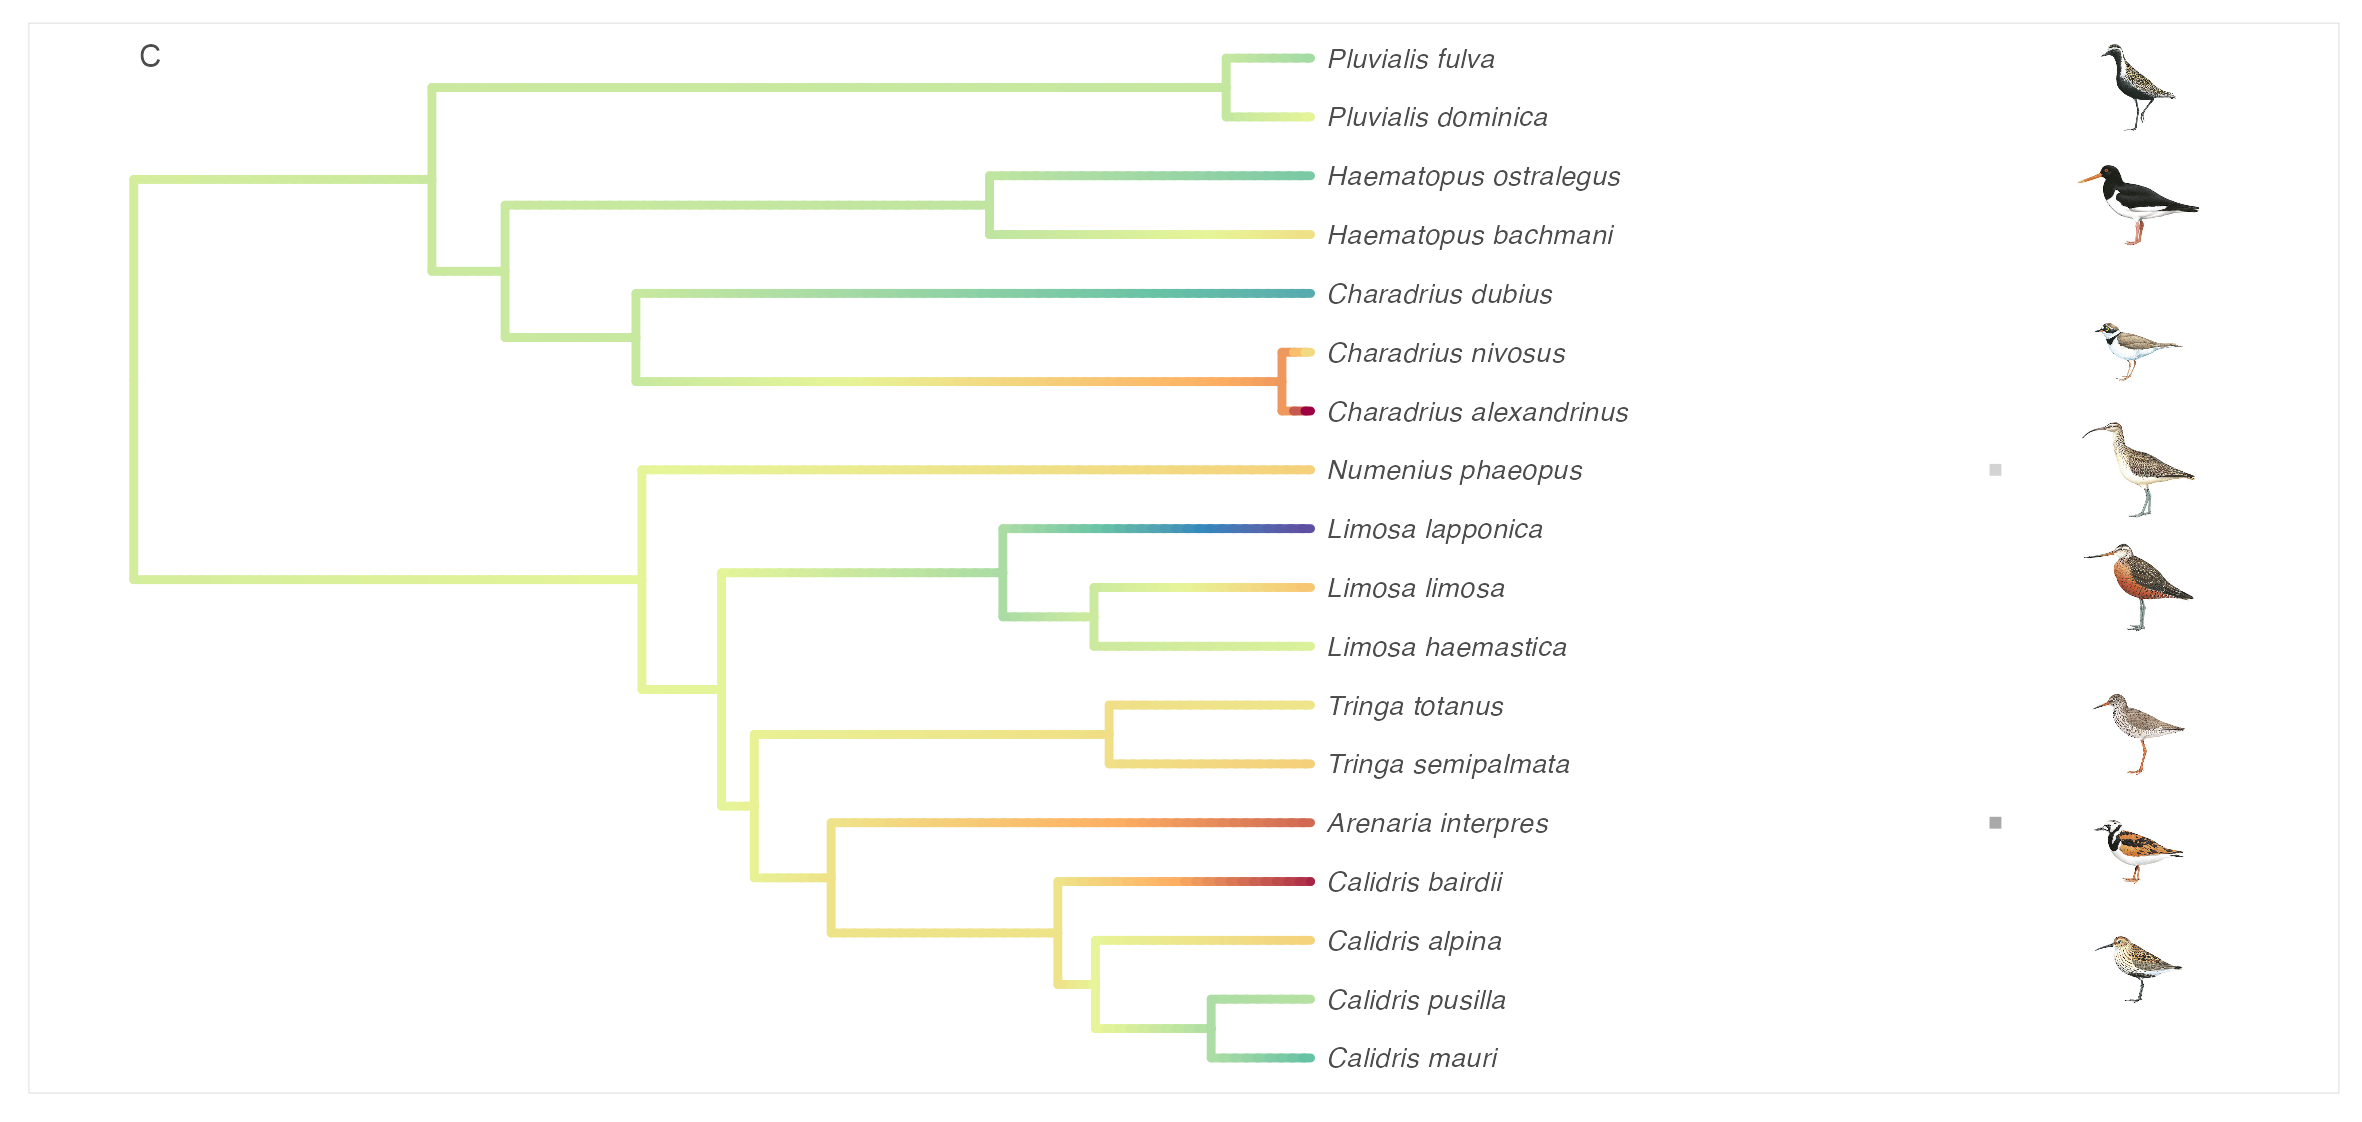 C
Pluvialis fulva
Pluvialis dominica
Haematopus ostralegus
Haematopus bachmani
Charadrius dubius
Charadrius nivosus
Charadrius alexandrinus
Numenius phaeopus
Limosa lapponica
Limosa limosa
Limosa haemastica
Tringa totanus
Tringa semipalmata
Arenaria interpres
Calidris bairdii
Calidris alpina
Calidris pusilla
Calidris mauri